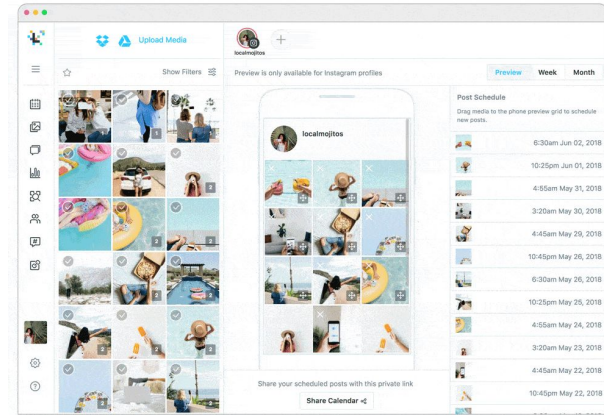 Upload Media
localmojitos
Show Filters
Preview is only available for Instagram profiles
Preview
Week
Month
localmojitos
Share your scheduled posts with this private link
Share Calendar
Post Schedule
Drag media to the phone preview grid to schedule
new posts.
6:30am Jun 02, 2018
10:25pm Jun 01, 2018
4:55am May 31, 2018
3:20am May 30, 2018
4:45am May 29, 2018
10:45pm May 26, 2018
6:30am May 26, 2018
10:25pm May 25, 2018
4:55am May 24, 2018
3:20am May 23, 2018
4:45am May 22, 2018
10:45pm May 22, 2018